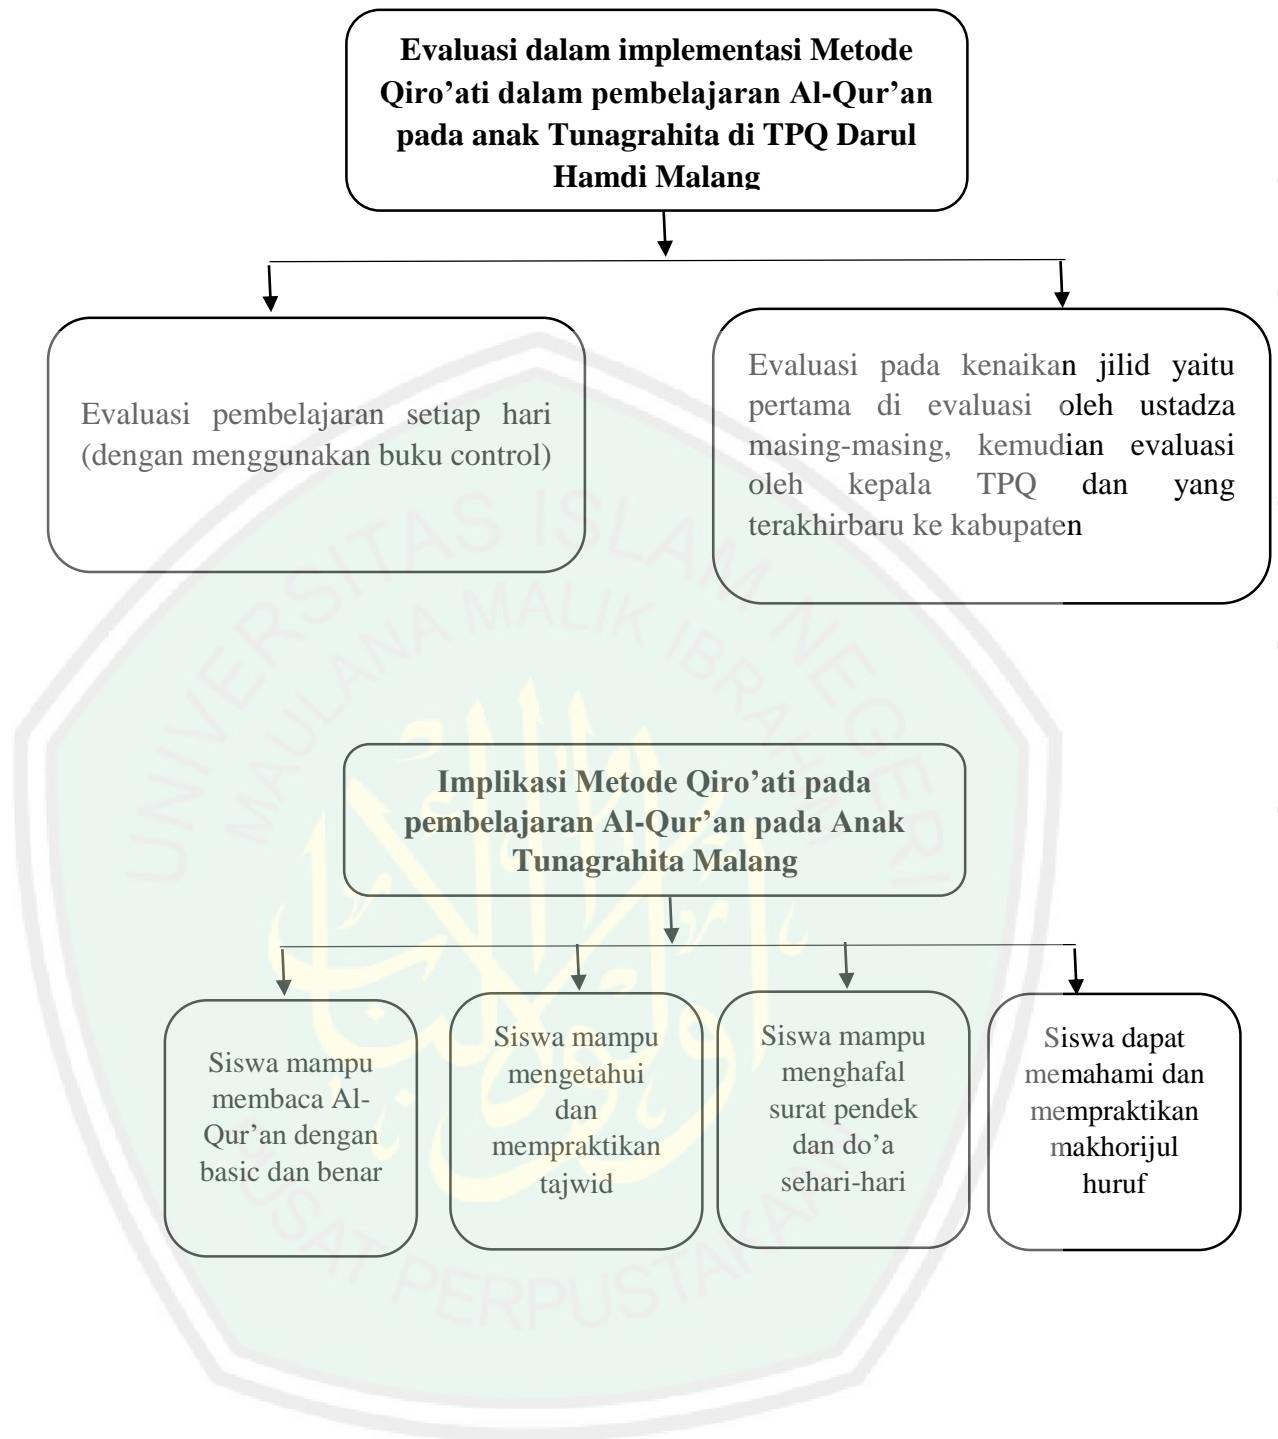 Evaluasi dalam implementasi Metode
Qiro’ati dalam pembelajaran Al-Qur’an
pada anak Tunagrahita di TPQ Darul
Hamdi Malang
Evaluasi pembelajaran setiap hari
(dengan menggunakan buku control)
Evaluasi pada kenaikan jilid yaitu
pertama di evaluasi oleh ustadza
masing-masing, kemudian evaluasi
oleh kepala TPQ dan yang
terakhirbaru ke kabupaten
UNIVERSITAS ISLAM NEGERI
MAULANA MALIK IBRAHIM
Implikasi Metode Qiro’ati pada
pembelajaran Al-Qur’an pada Anak
Tunagrahita Malang
Siswa mampu
membaca Al-
Qur’an dengan
basic dan benar
Siswa mampu
mengetahui
dan
mempraktikan
tajwid
Siswa mampu
menghafal
surat pendek
dan do’a
sehari-hari
Siswa dapat
memahami dan
mempraktikan
makhorijul
huruf
PUSAT PERPUSTAKAAN